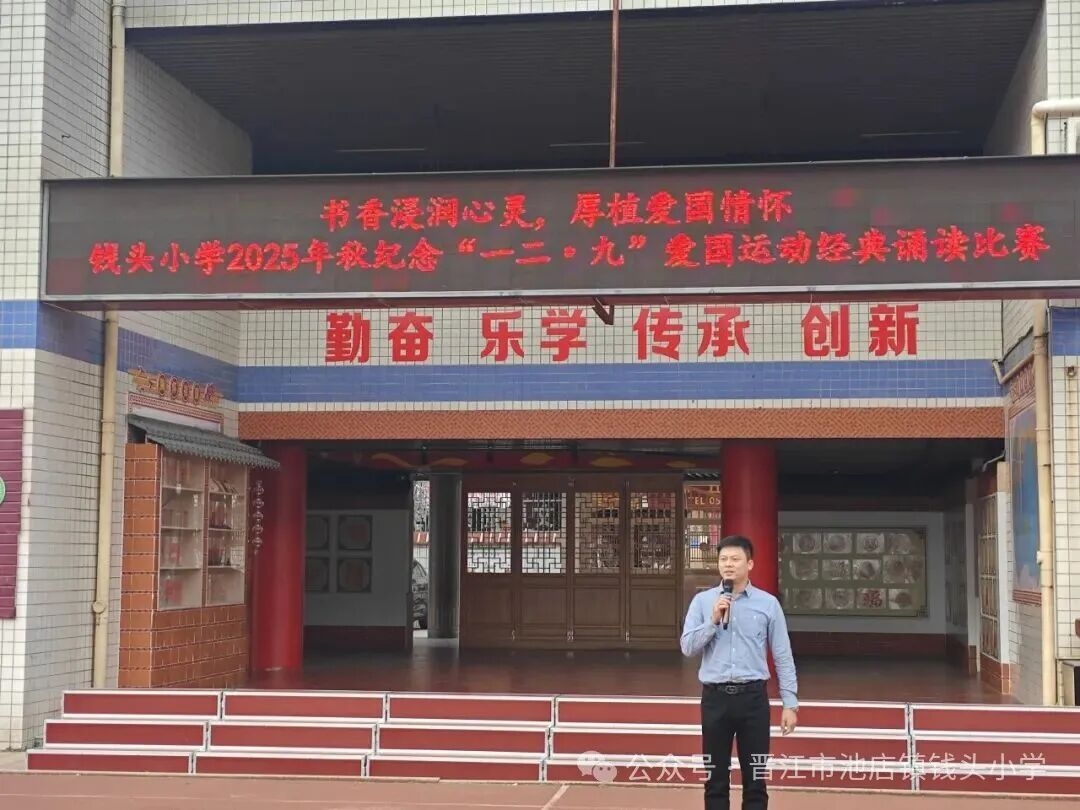 书香浸润心灵，厚植爱国情怀
钱头小学2025年秋纪念“一二·九”爱国运动经典诵读比赛
勤奋 乐学 传承 创新
TEL 05
福
公众号 · 晋江市池店镇钱头小学